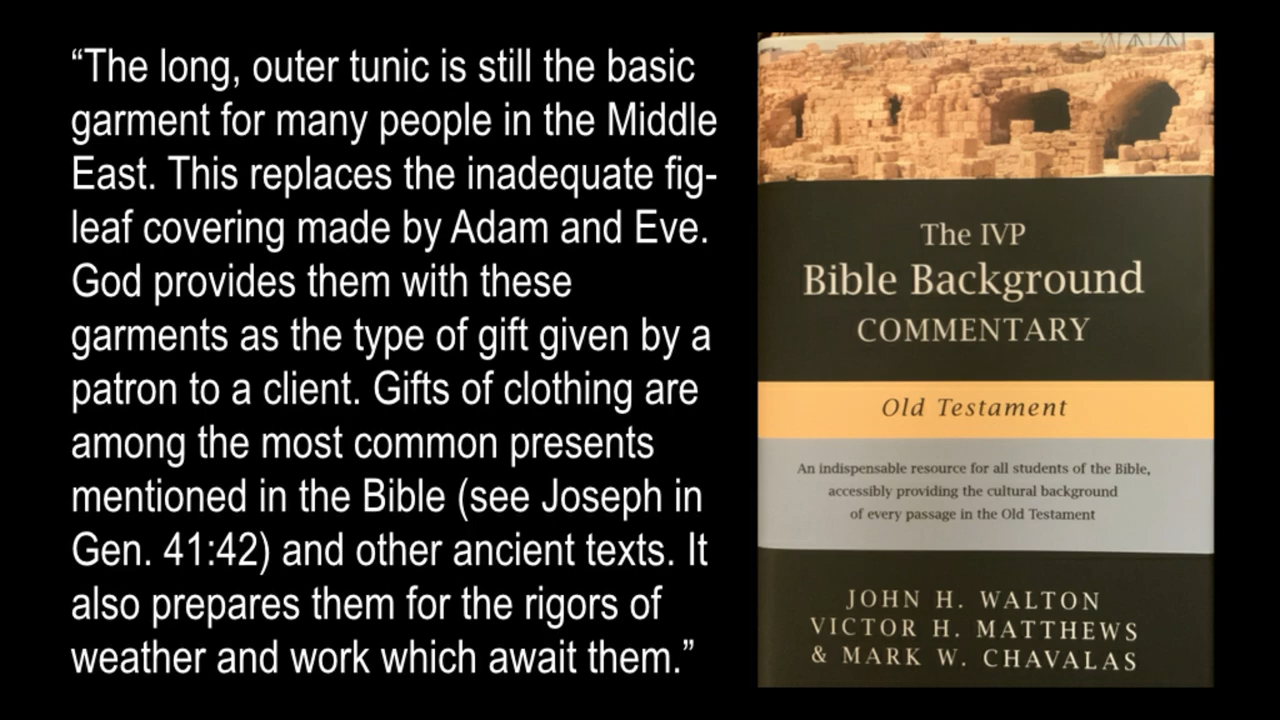 “The long, outer tunic is still the basic
garment for many people in the Middle
East. This replaces the inadequate fig-
leaf covering made by Adam and Eve.
God provides them with these
garments as the type of gift given by a
patron to a client. Gifts of clothing are
among the most common presents
mentioned in the Bible (see Joseph in
Gen. 41:42) and other ancient texts. It
also prepares them for the rigors of
weather and work which await them.”
The IVP
Bible Background
COMMENTARY
Old Testament
An indispensable resource for all students of the Bible,
accessibly providing the cultural background
of every passage in the Old Testament
JOHN H. WALTON
VICTOR H. MATTHEWS
& MARK W. CHAVALAS